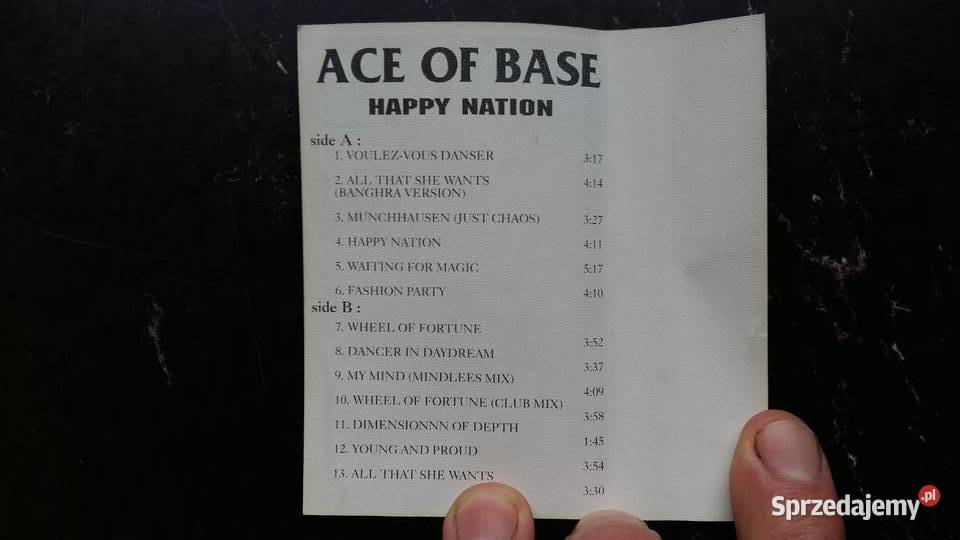 ACE OF BASE
HAPPY NATION
side A :
1. VOULEZ-VOUS DANSER 3:17
2. ALL THAT SHE WANTS 4:14
(BANGHRA VERSION)
3. MUNCHHAUSEN (JUST CHAOS) 3:27
4. HAPPY NATION 4:11
5. WAITING FOR MAGIC 5:17
6. FASHION PARTY 4:10
side B :
7. WHEEL OF FORTUNE 3:52
8. DANCER IN DAYDREAM 3:37
9. MY MIND (MINDLEES MIX) 4:09
10. WHEEL OF FORTUNE (CLUB MIX) 3:58
11. DIMENSIONNN OF DEPTH 1:45
12. YOUNG AND PROUD 3:54
13. ALL THAT SHE WANTS 3:30
Sprzedajemy.pl